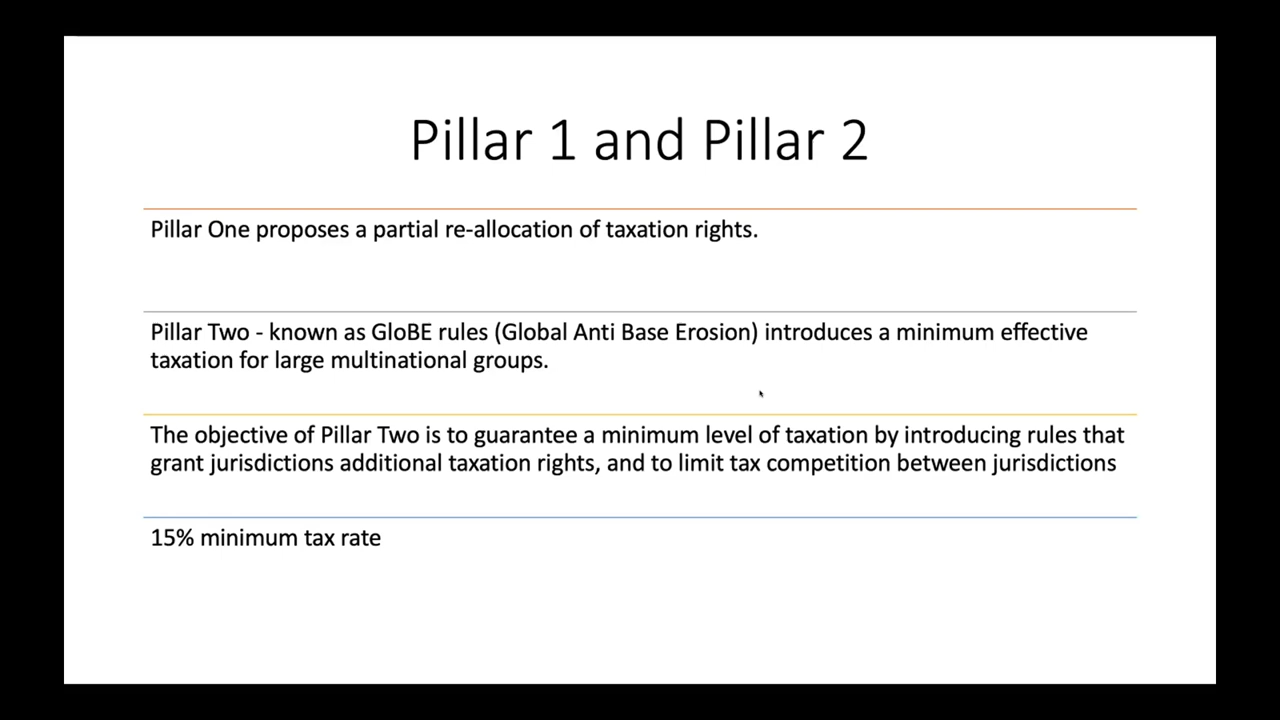 Pillar 1 and Pillar 2
Pillar One proposes a partial re-allocation of taxation rights.
Pillar Two - known as GloBE rules (Global Anti Base Erosion) introduces a minimum effective
taxation for large multinational groups.
The objective of Pillar Two is to guarantee a minimum level of taxation by introducing rules that
grant jurisdictions additional taxation rights, and to limit tax competition between jurisdictions
15% minimum tax rate